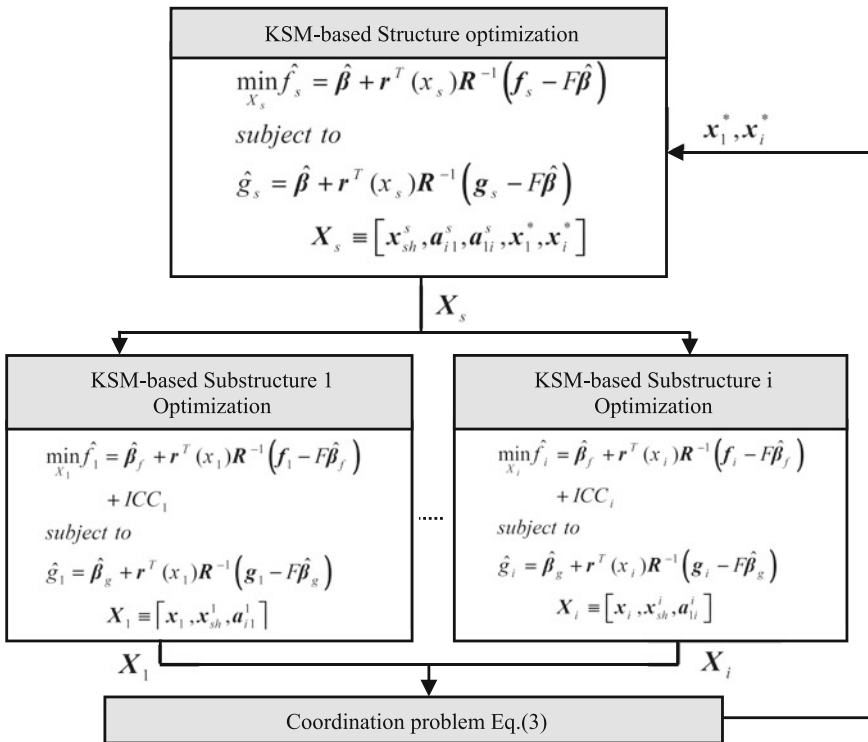 KSM-based Structure optimization
min_{X_s} f̂_s = β̂ + r^T (x_s) R^{-1} (f_s − Fβ̂)
subject to
ĝ_s = β̂ + r^T (x_s) R^{-1} (g_s − Fβ̂)
X_s ≡ [x_{sh}^s, a_{i1}^s, a_{1i}^s, x_1^*, x_i^*]
x_1^*, x_i^*
X_s
KSM-based Substructure 1
Optimization
min_{X_1} f̂_1 = β̂_f + r^T (x_1) R^{-1} (f_1 − Fβ̂_f)
+ ICC_1
subject to
ĝ_1 = β̂_g + r^T (x_1) R^{-1} (g_1 − Fβ̂_g)
X_1 ≡ [x_1, x_{sh}^1, a_{i1}^1]
......
KSM-based Substructure i
Optimization
min_{X_i} f̂_i = β̂_f + r^T (x_i) R^{-1} (f_i − Fβ̂_f)
+ ICC_i
subject to
ĝ_i = β̂_g + r^T (x_i) R^{-1} (g_i − Fβ̂_g)
X_i ≡ [x_i, x_{sh}^i, a_{1i}^i]
X_1
X_i
Coordination problem Eq.(3)